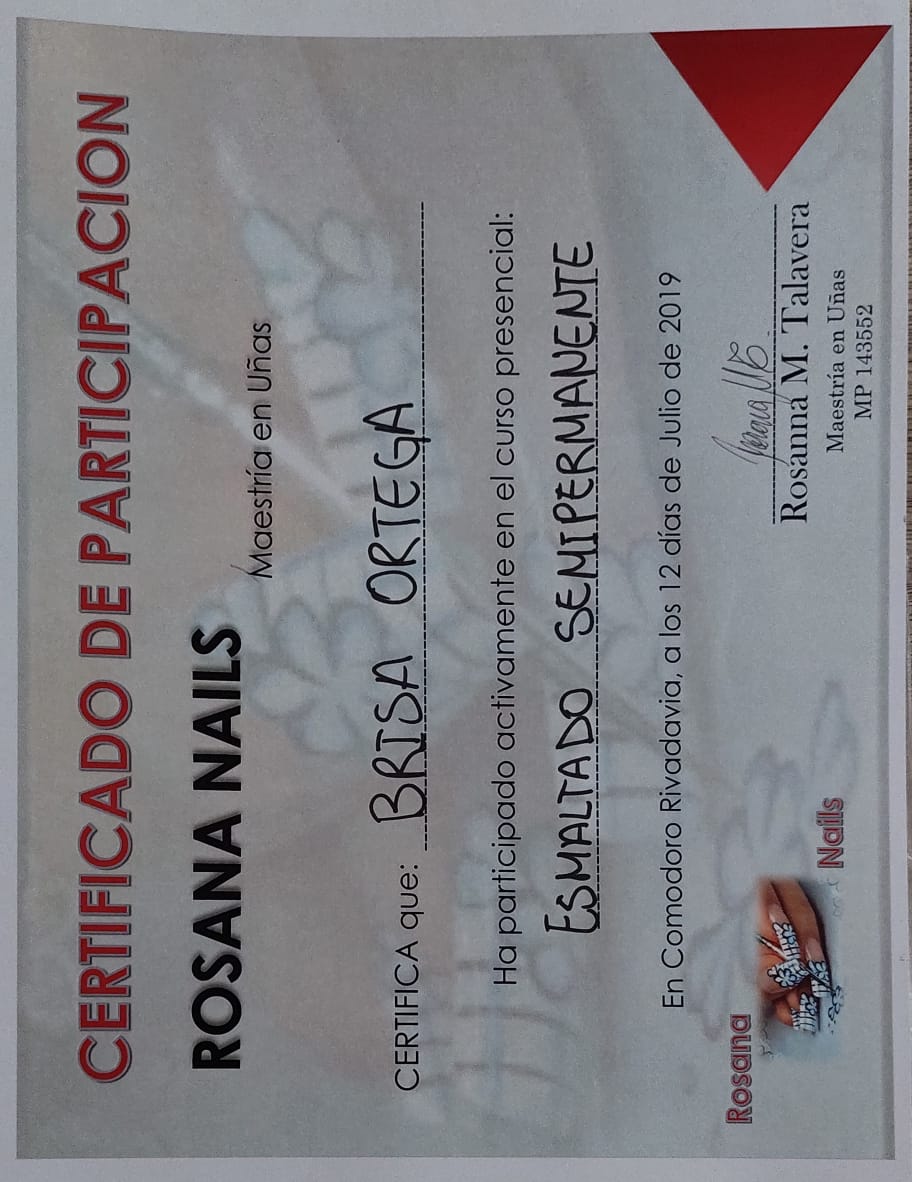 CERTIFICADO DE PARTICIPACION
ROSANA NAILS
Maestría en Uñas
CERTIFICA que: BRISA ORTEGA
Ha participado activamente en el curso presencial:
ESMALTADO SEMIPERMANENTE
En Comodoro Rivadavia, a los 12 días de Julio de 2019
Rosana
Nails
Rosanna M. Talavera
Maestría en Uñas
MP 143552